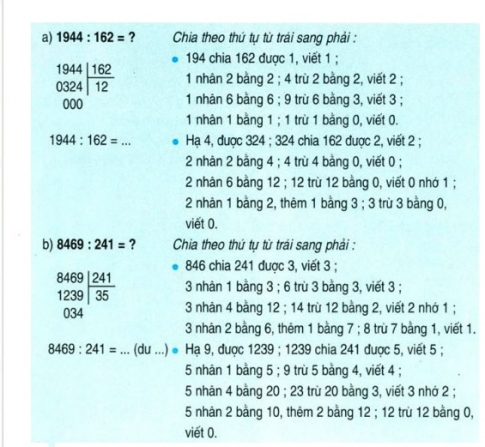 a) 1944 : 162 = ?
Chia theo thứ tự từ trái sang phải :
1944 162
0324 12
000
• 194 chia 162 được 1, viết 1 ;
1 nhân 2 bằng 2 ; 4 trừ 2 bằng 2, viết 2 ;
1 nhân 6 bằng 6 ; 9 trừ 6 bằng 3, viết 3 ;
1 nhân 1 bằng 1 ; 1 trừ 1 bằng 0, viết 0.
1944 : 162 = ...
• Hạ 4, được 324 ; 324 chia 162 được 2, viết 2 ;
2 nhân 2 bằng 4 ; 4 trừ 4 bằng 0, viết 0 ;
2 nhân 6 bằng 12 ; 12 trừ 12 bằng 0, viết 0 nhớ 1 ;
2 nhân 1 bằng 2, thêm 1 bằng 3 ; 3 trừ 3 bằng 0,
viết 0.
b) 8469 : 241 = ?
Chia theo thứ tự từ trái sang phải :
8469 241
1239 35
034
• 846 chia 241 được 3, viết 3 ;
3 nhân 1 bằng 3 ; 6 trừ 3 bằng 3, viết 3 ;
3 nhân 4 bằng 12 ; 14 trừ 12 bằng 2, viết 2 nhớ 1 ;
3 nhân 2 bằng 6, thêm 1 bằng 7 ; 8 trừ 7 bằng 1, viết 1.
8469 : 241 = ... (dư ...)
• Hạ 9, được 1239 ; 1239 chia 241 được 5, viết 5 ;
5 nhân 1 bằng 5 ; 9 trừ 5 bằng 4, viết 4 ;
5 nhân 4 bằng 20 ; 23 trừ 20 bằng 3, viết 3 nhớ 2 ;
5 nhân 2 bằng 10, thêm 2 bằng 12 ; 12 trừ 12 bằng 0,
viết 0.